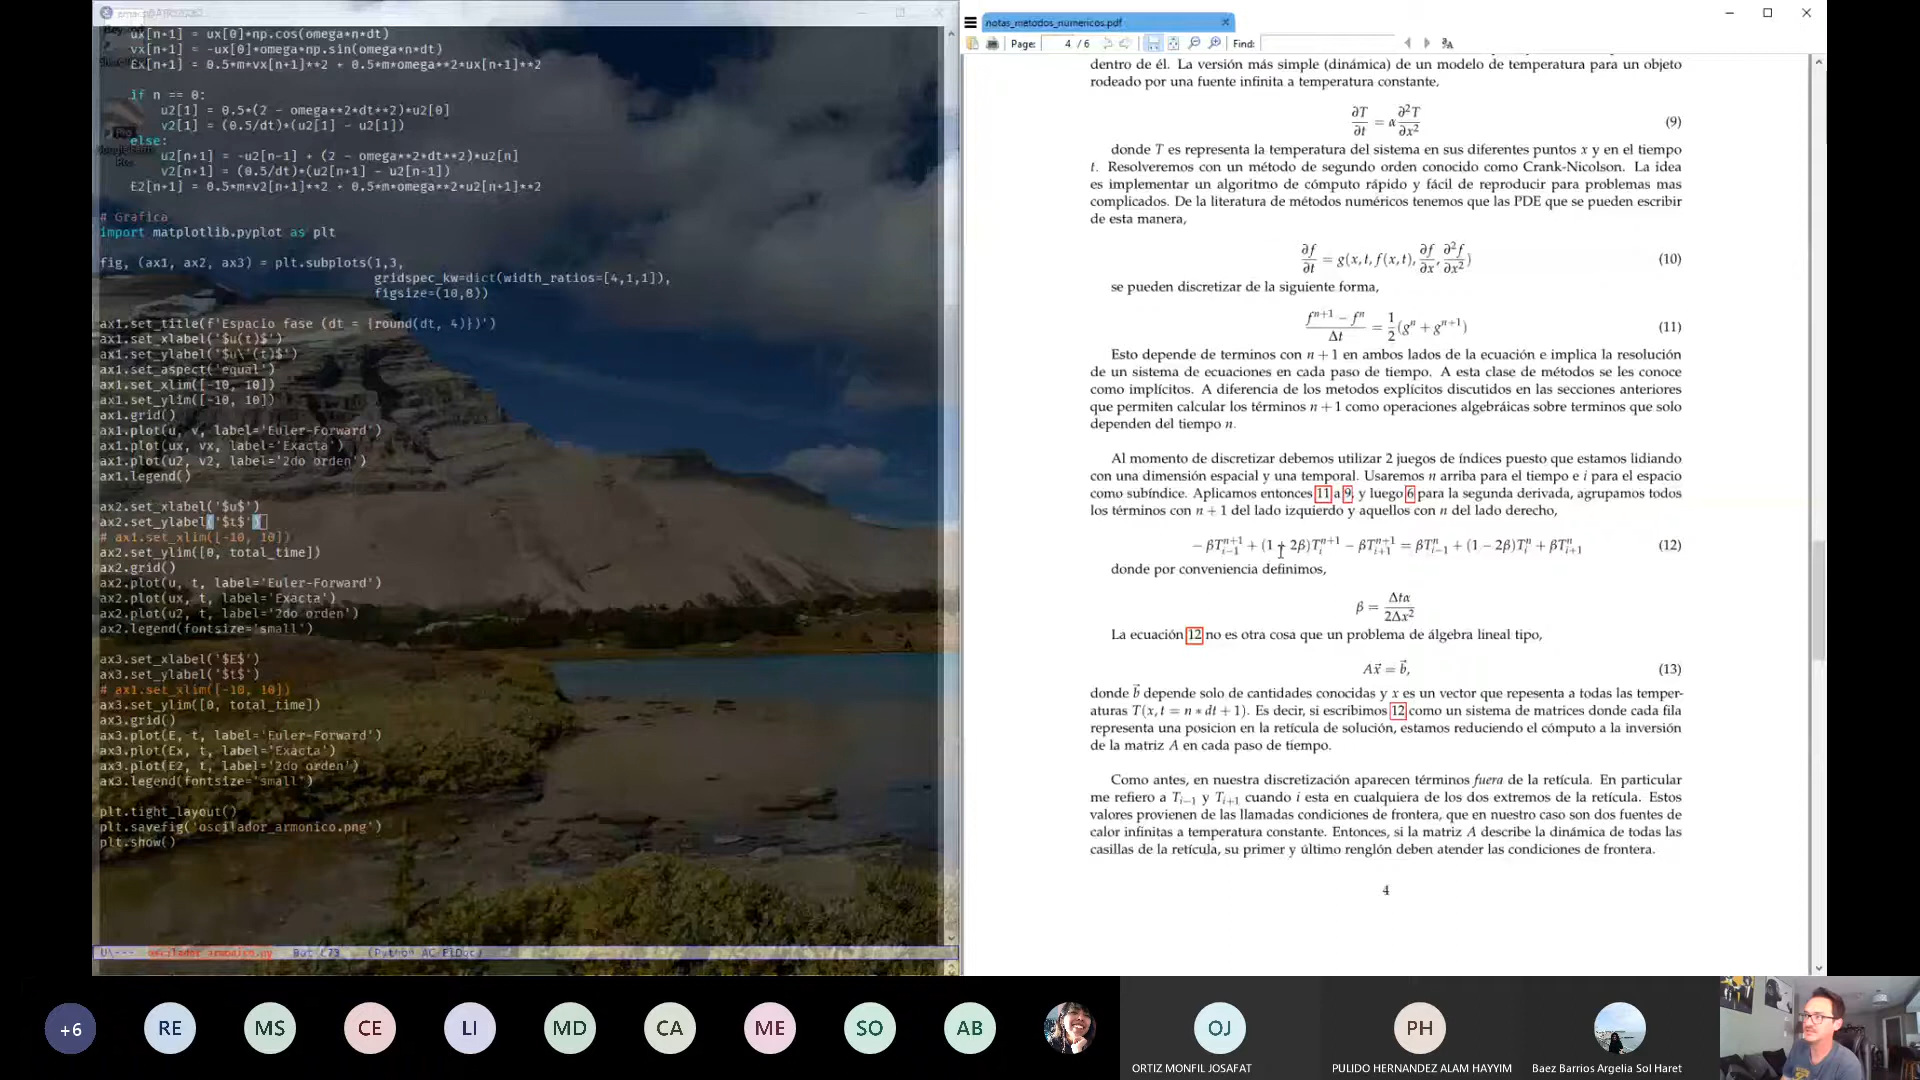 ux[n+1] = ux[0]*np.cos(omega*n*dt)
vx[n+1] = -ux[0]*omega*np.sin(omega*n*dt)
Ex[n+1] = 0.5*m*vx[n+1]**2 + 0.5*m*omega**2*ux[n+1]**2
if n == 0:
u2[1] = 0.5*(2 - omega**2*dt**2)*u2[0]
v2[1] = (0.5/dt)*(u2[1] - u2[1])
else:
u2[n+1] = -u2[n-1] + (2 - omega**2*dt**2)*u2[n]
v2[n+1] = (0.5/dt)*(u2[n+1] - u2[n-1])
E2[n+1] = 0.5*m*v2[n+1]**2 + 0.5*m*omega**2*u2[n+1]**2
# Grafica
import matplotlib.pyplot as plt
fig, (ax1, ax2, ax3) = plt.subplots(1,3,
gridspec_kw=dict(width_ratios=[4,1,1]),
figsize=(10,8))
ax1.set_title(f'Espacio fase (dt = {round(dt, 4)})')
ax1.set_xlabel('$u(t)$')
ax1.set_ylabel('$u\'(t)$')
ax1.set_aspect('equal')
ax1.set_xlim([-10, 10])
ax1.set_ylim([-10, 10])
ax1.grid()
ax1.plot(u, v, label='Euler-Forward')
ax1.plot(ux, vx, label='Exacta')
ax1.plot(u2, v2, label='2do orden')
ax1.legend()
ax2.set_xlabel('$u$')
ax2.set_ylabel('$t$')
# ax1.set_xlim([-10, 10])
ax2.set_ylim([0, total_time])
ax2.grid()
ax2.plot(u, t, label='Euler-Forward')
ax2.plot(ux, t, label='Exacta')
ax2.plot(u2, t, label='2do orden')
ax2.legend(fontsize='small')
ax3.set_xlabel('$E$')
ax3.set_ylabel('$t$')
# ax1.set_xlim([-10, 10])
ax3.set_ylim([0, total_time])
ax3.grid()
ax3.plot(E, t, label='Euler-Forward')
ax3.plot(Ex, t, label='Exacta')
ax3.plot(E2, t, label='2do orden')
ax3.legend(fontsize='small')
plt.tight_layout()
plt.savefig('oscilador_armonico.png')
plt.show()
U\--- oscilador_armonico.py Bot L73 (Python AC ElDoc)
notas_metodos_numericos.pdf
Page: 4 / 6 Find:
dentro de él. La versión más simple (dinámica) de un modelo de temperatura para un objeto
rodeado por una fuente infinita a temperatura constante,
∂T/∂t = α ∂²T/∂x² (9)
donde T es representa la temperatura del sistema en sus diferentes puntos x y en el tiempo
t. Resolveremos con un método de segundo orden conocido como Crank-Nicolson. La idea
es implementar un algoritmo de cómputo rápido y fácil de reproducir para problemas mas
complicados. De la literatura de métodos numéricos tenemos que las PDE que se pueden escribir
de esta manera,
∂f/∂t = g(x, t, f(x, t), ∂f/∂x, ∂²f/∂x²) (10)
se pueden discretizar de la siguiente forma,
(fⁿ⁺¹ − fⁿ)/Δt = 1/2 (gⁿ + gⁿ⁺¹) (11)
Esto depende de terminos con n + 1 en ambos lados de la ecuación e implica la resolución
de un sistema de ecuaciones en cada paso de tiempo. A esta clase de métodos se les conoce
como implícitos. A diferencia de los metodos explícitos discutidos en las secciones anteriores
que permiten calcular los términos n + 1 como operaciones algebráicas sobre terminos que solo
dependen del tiempo n.
Al momento de discretizar debemos utilizar 2 juegos de índices puesto que estamos lidiando
con una dimensión espacial y una temporal. Usaremos n arriba para el tiempo e i para el espacio
como subíndice. Aplicamos entonces 11 a 9, y luego 6 para la segunda derivada, agrupamos todos
los términos con n + 1 del lado izquierdo y aquellos con n del lado derecho,
− βT_{i−1}^{n+1} + (1 + 2β)T_i^{n+1} − βT_{i+1}^{n+1} = βT_{i−1}^n + (1 − 2β)T_i^n + βT_{i+1}^n (12)
donde por conveniencia definimos,
β = Δtα/2Δx²
La ecuación 12 no es otra cosa que un problema de álgebra lineal tipo,
Ax⃗ = b⃗, (13)
donde b⃗ depende solo de cantidades conocidas y x es un vector que repesenta a todas las temper-
aturas T(x, t = n ∗ dt + 1). Es decir, si escribimos 12 como un sistema de matrices donde cada fila
representa una posicion en la retícula de solución, estamos reduciendo el cómputo a la inversión
de la matriz A en cada paso de tiempo.
Como antes, en nuestra discretización aparecen términos fuera de la retícula. En particular
me refiero a T_{i−1} y T_{i+1} cuando i esta en cualquiera de los dos extremos de la retícula. Estos
valores provienen de las llamadas condiciones de frontera, que en nuestro caso son dos fuentes de
calor infinitas a temperatura constante. Entonces, si la matriz A describe la dinámica de todas las
casillas de la retícula, su primer y último renglón deben atender las condiciones de frontera.
4
+6
RE
MS
CE
LI
MD
CA
ME
SO
AB
OJ
PH
ORTIZ MONFIL JOSAFAT
PULIDO HERNANDEZ ALAM HAYYIM
Baez Barrios Argelia Sol Haret